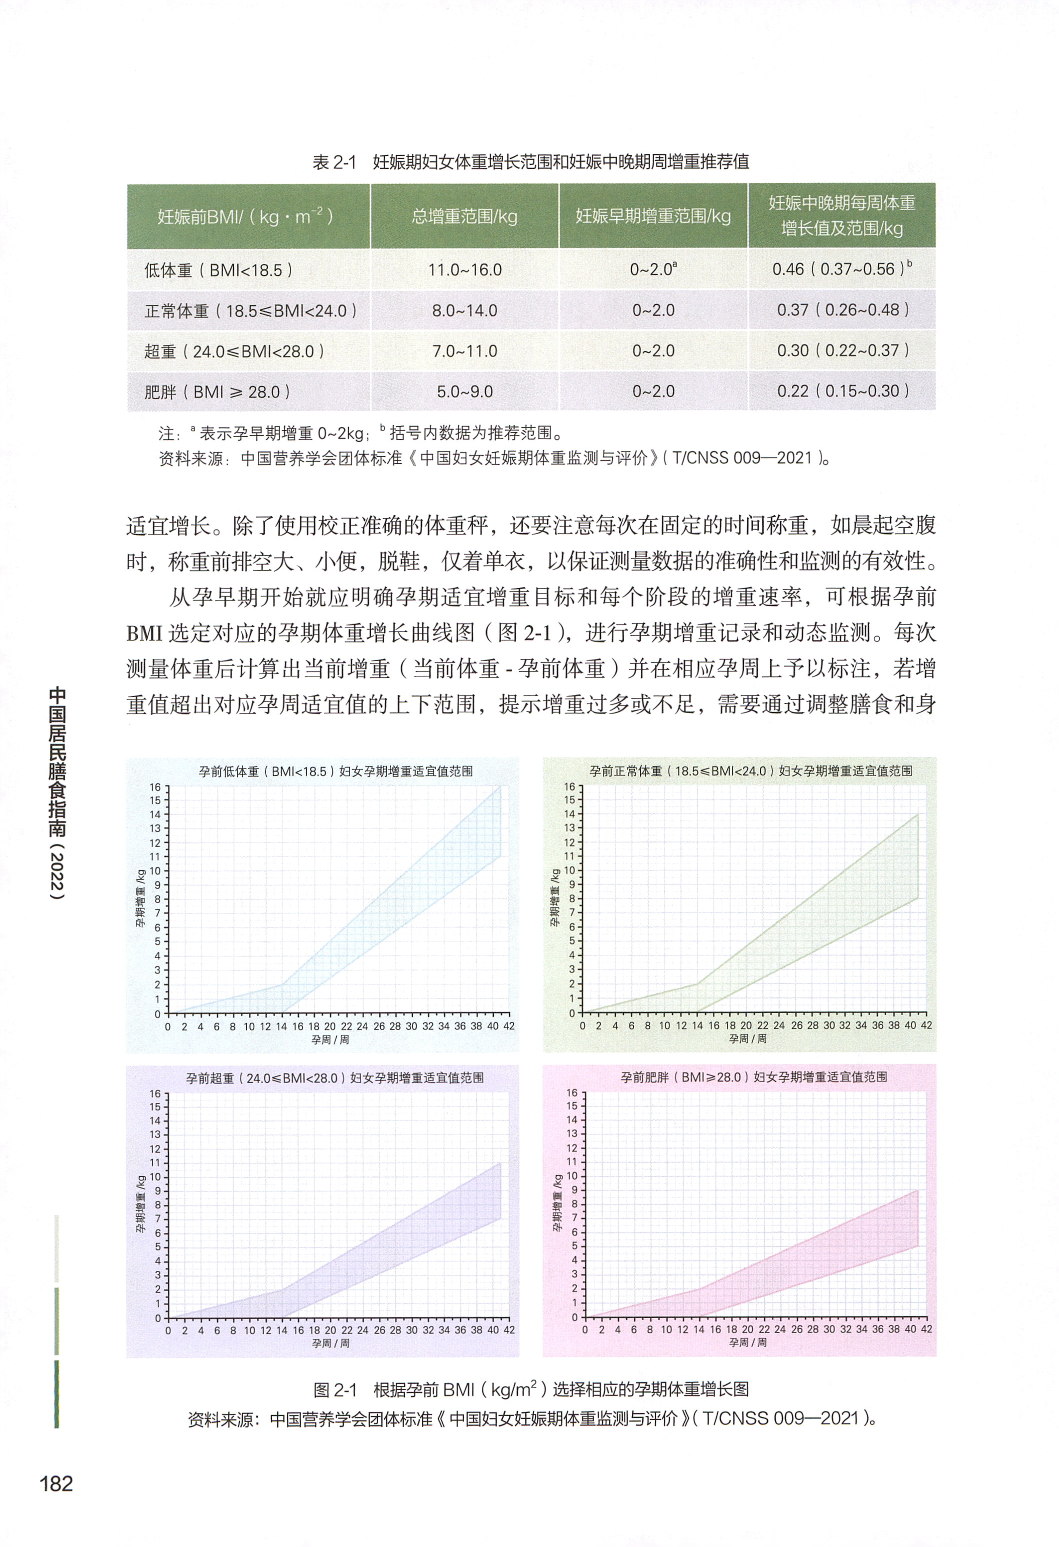 表 2-1 妊娠期妇女体重增长范围和妊娠中晚期周增重推荐值
妊娠前BMI/（kg·m⁻²） 总增重范围/kg 妊娠早期增重范围/kg 妊娠中晚期每周体重
增长值及范围/kg
低体重（BMI<18.5） 11.0~16.0 0~2.0ᵃ 0.46（0.37~0.56）ᵇ
正常体重（18.5≤BMI<24.0） 8.0~14.0 0~2.0 0.37（0.26~0.48）
超重（24.0≤BMI<28.0） 7.0~11.0 0~2.0 0.30（0.22~0.37）
肥胖（BMI ≥ 28.0） 5.0~9.0 0~2.0 0.22（0.15~0.30）
注：ᵃ 表示孕早期增重 0~2kg；ᵇ 括号内数据为推荐范围。
资料来源：中国营养学会团体标准《中国妇女妊娠期体重监测与评价》（T/CNSS 009—2021）。
适宜增长。除了使用校正准确的体重秤，还要注意每次在固定的时间称重，如晨起空腹
时，称重前排空大、小便，脱鞋，仅着单衣，以保证测量数据的准确性和监测的有效性。
从孕早期开始就应明确孕期适宜增重目标和每个阶段的增重速率，可根据孕前
BMI 选定对应的孕期体重增长曲线图（图 2-1），进行孕期增重记录和动态监测。每次
测量体重后计算出当前增重（当前体重 - 孕前体重）并在相应孕周上予以标注，若增
重值超出对应孕周适宜值的上下范围，提示增重过多或不足，需要通过调整膳食和身
孕前低体重（BMI<18.5）妇女孕期增重适宜值范围
孕期增重/kg
16
15
14
13
12
11
10
9
8
7
6
5
4
3
2
1
0
0 2 4 6 8 10 12 14 16 18 20 22 24 26 28 30 32 34 36 38 40 42
孕周/周
孕前正常体重（18.5≤BMI<24.0）妇女孕期增重适宜值范围
孕期增重/kg
16
15
14
13
12
11
10
9
8
7
6
5
4
3
2
1
0
0 2 4 6 8 10 12 14 16 18 20 22 24 26 28 30 32 34 36 38 40 42
孕周/周
孕前超重（24.0≤BMI<28.0）妇女孕期增重适宜值范围
孕期增重/kg
16
15
14
13
12
11
10
9
8
7
6
5
4
3
2
1
0
0 2 4 6 8 10 12 14 16 18 20 22 24 26 28 30 32 34 36 38 40 42
孕周/周
孕前肥胖（BMI≥28.0）妇女孕期增重适宜值范围
孕期增重/kg
16
15
14
13
12
11
10
9
8
7
6
5
4
3
2
1
0
0 2 4 6 8 10 12 14 16 18 20 22 24 26 28 30 32 34 36 38 40 42
孕周/周
图 2-1 根据孕前 BMI（kg/m²）选择相应的孕期体重增长图
资料来源：中国营养学会团体标准《中国妇女妊娠期体重监测与评价》（T/CNSS 009—2021）。
中国居民膳食指南（2022）
182